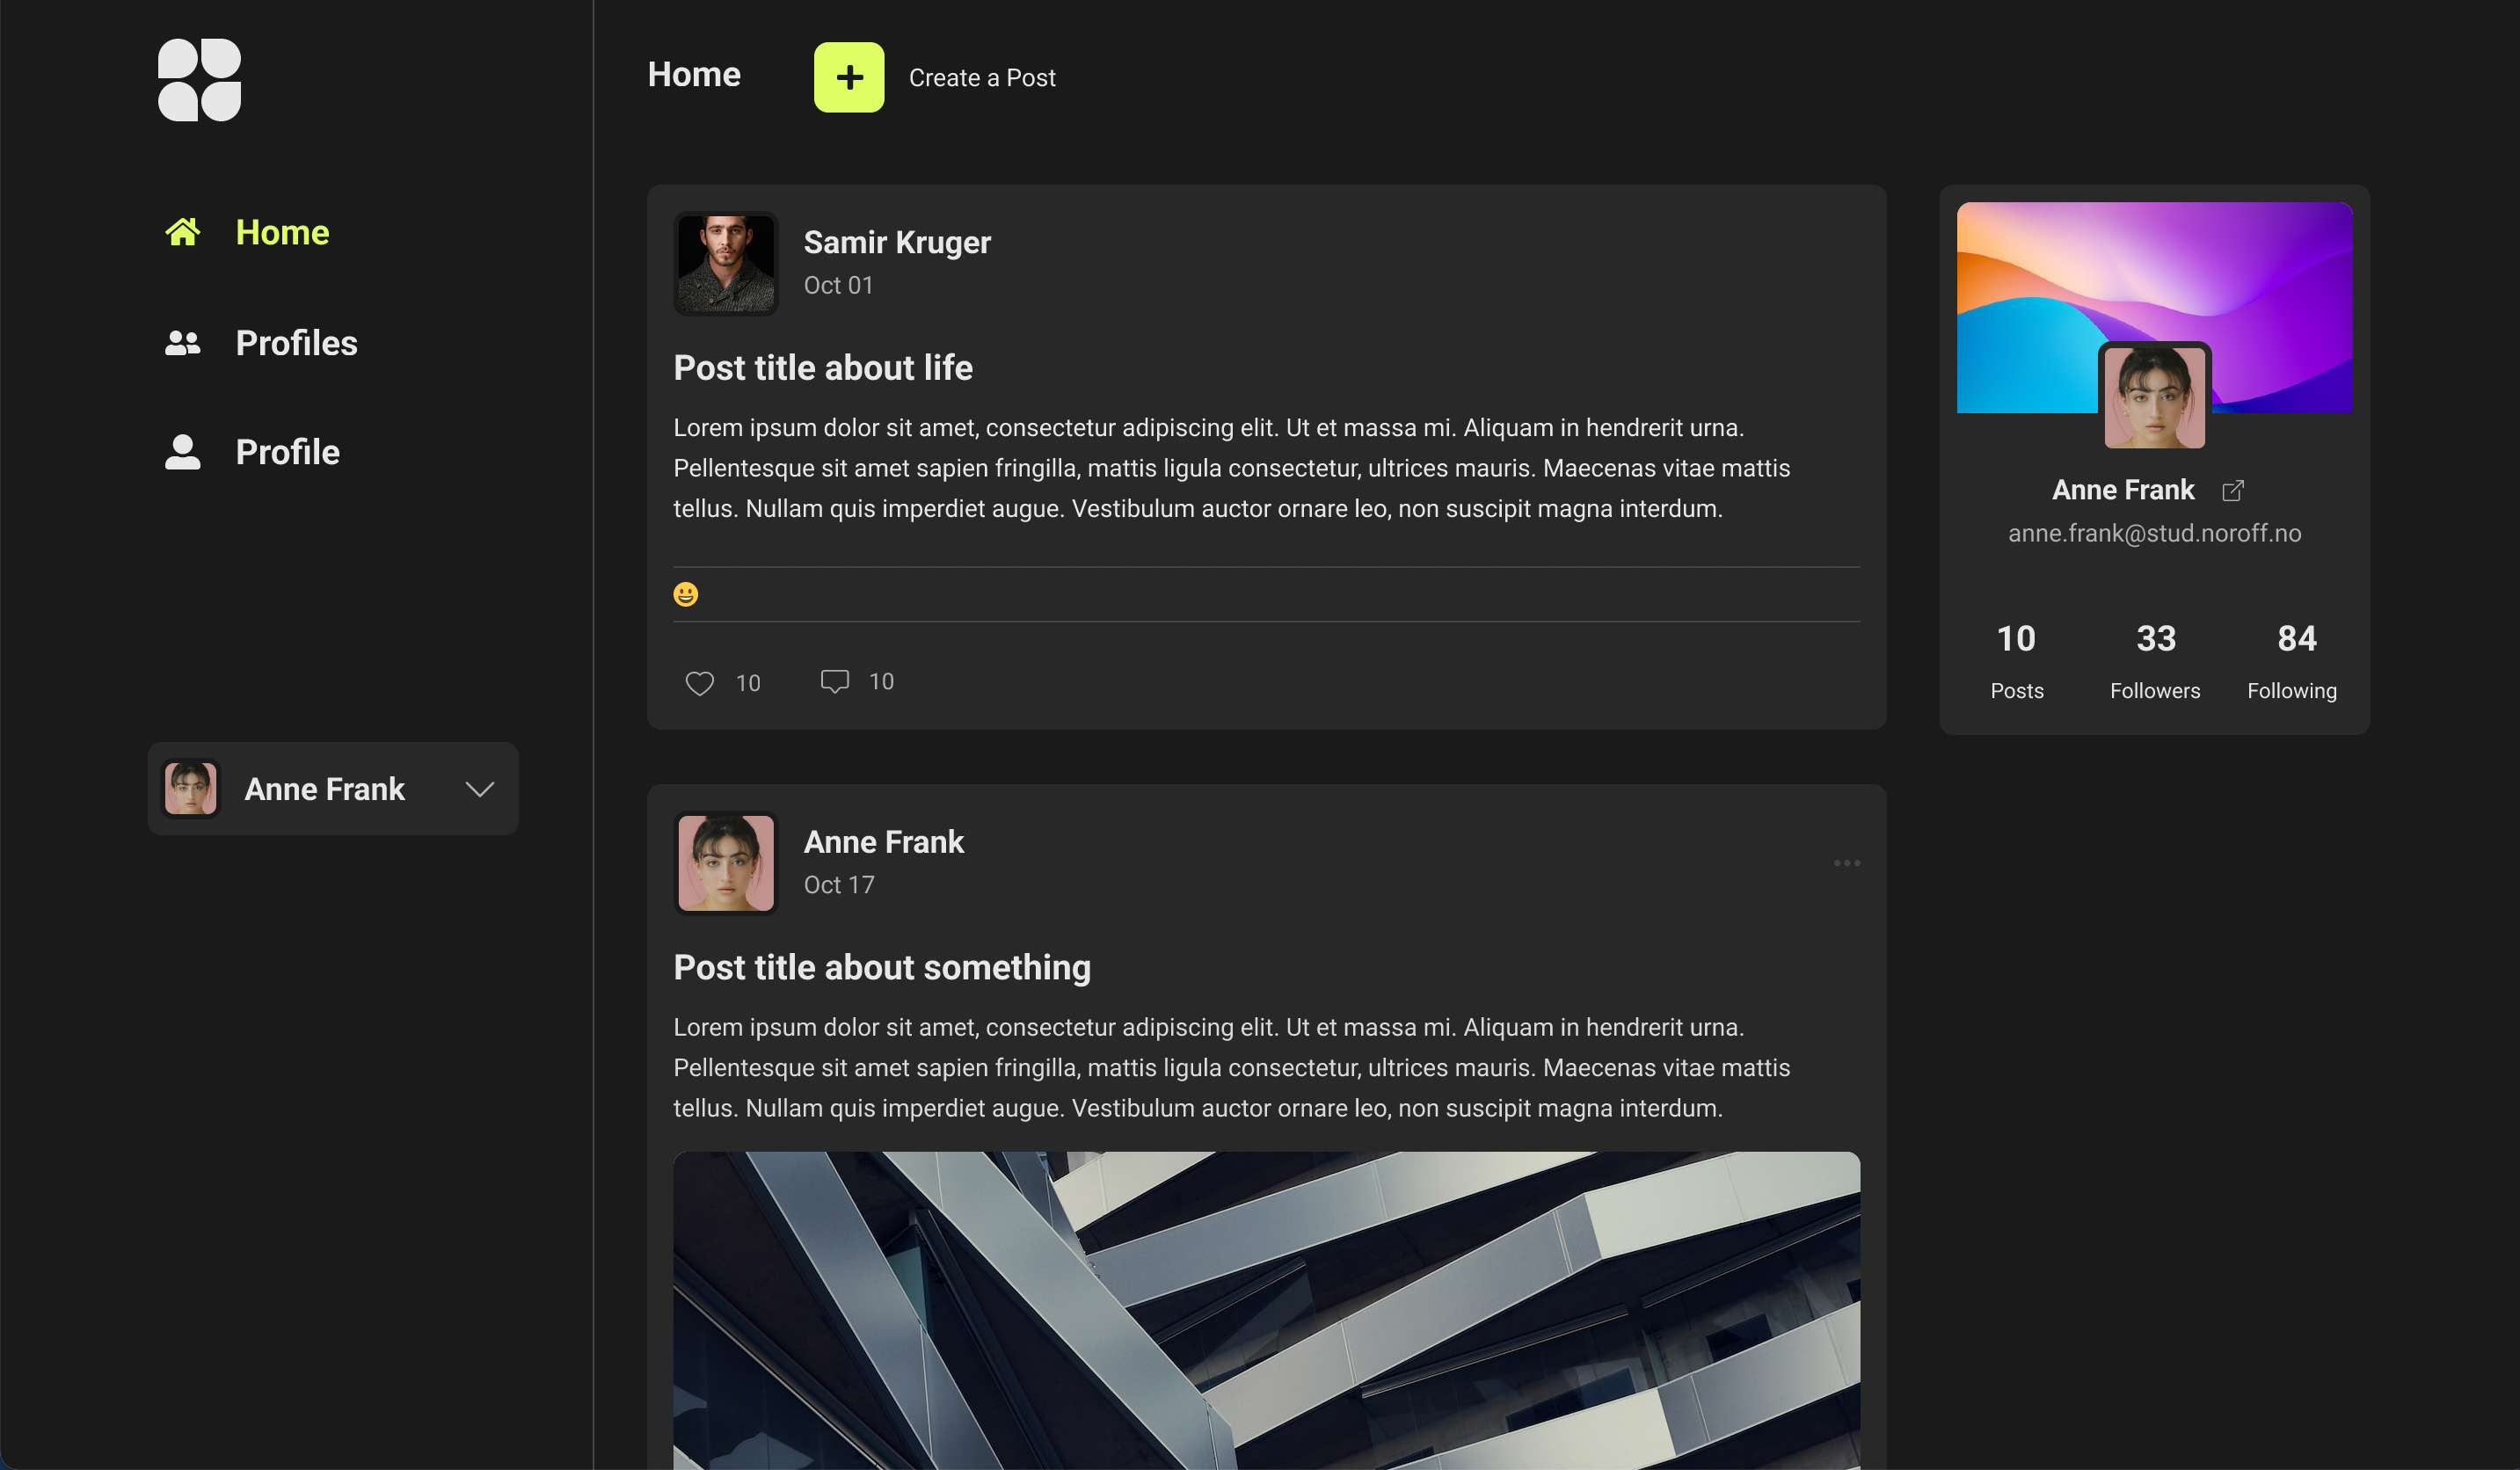 Home
Create a Post
Home
Profiles
Profile
Anne Frank
Samir Kruger
Oct 01
Post title about life
Lorem ipsum dolor sit amet, consectetur adipiscing elit. Ut et massa mi. Aliquam in hendrerit urna.
Pellentesque sit amet sapien fringilla, mattis ligula consectetur, ultrices mauris. Maecenas vitae mattis
tellus. Nullam quis imperdiet augue. Vestibulum auctor ornare leo, non suscipit magna interdum.
10 10
Anne Frank
Oct 17
Post title about something
Lorem ipsum dolor sit amet, consectetur adipiscing elit. Ut et massa mi. Aliquam in hendrerit urna.
Pellentesque sit amet sapien fringilla, mattis ligula consectetur, ultrices mauris. Maecenas vitae mattis
tellus. Nullam quis imperdiet augue. Vestibulum auctor ornare leo, non suscipit magna interdum.
Anne Frank
anne.frank@stud.noroff.no
10 33 84
Posts Followers Following